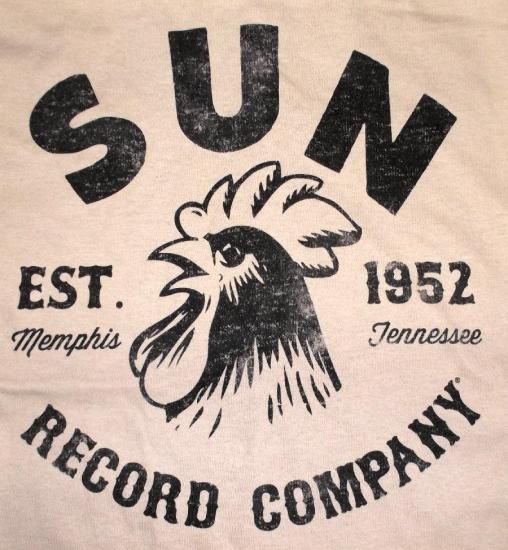 SUN
EST. 1952
Memphis Tennessee
RECORD COMPANY®